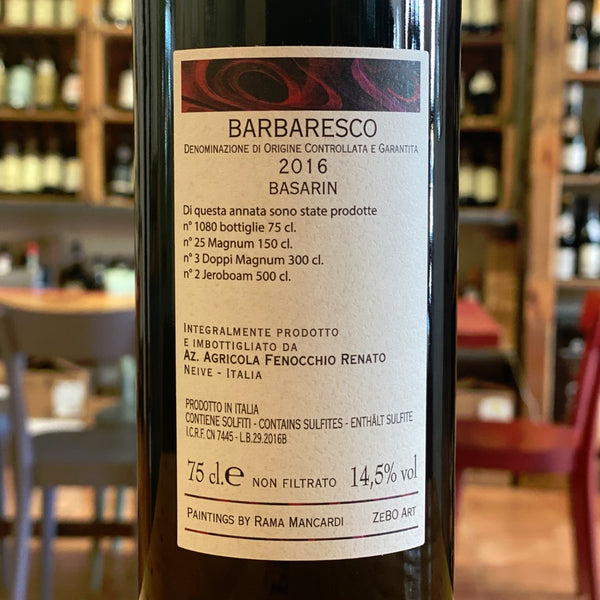 BARBARESCO
DENOMINAZIONE DI ORIGINE CONTROLLATA E GARANTITA
2016
BASARIN
Di questa annata sono state prodotte
n° 1080 bottiglie 75 cl.
n° 25 Magnum 150 cl.
n° 3 Doppi Magnum 300 cl.
n° 2 Jeroboam 500 cl.
INTEGRALMENTE PRODOTTO
E IMBOTTIGLIATO DA
AZ. AGRICOLA FENOCCHIO RENATO
NEIVE - ITALIA
PRODOTTO IN ITALIA
CONTIENE SOLFITI - CONTAINS SULFITES - ENTHÄLT SULFITE
I.C.R.F. CN 7445 - L.B.29.2016B
75 cl.e NON FILTRATO 14,5% vol
PAINTINGS BY RAMA MANCARDI ZEBO ART